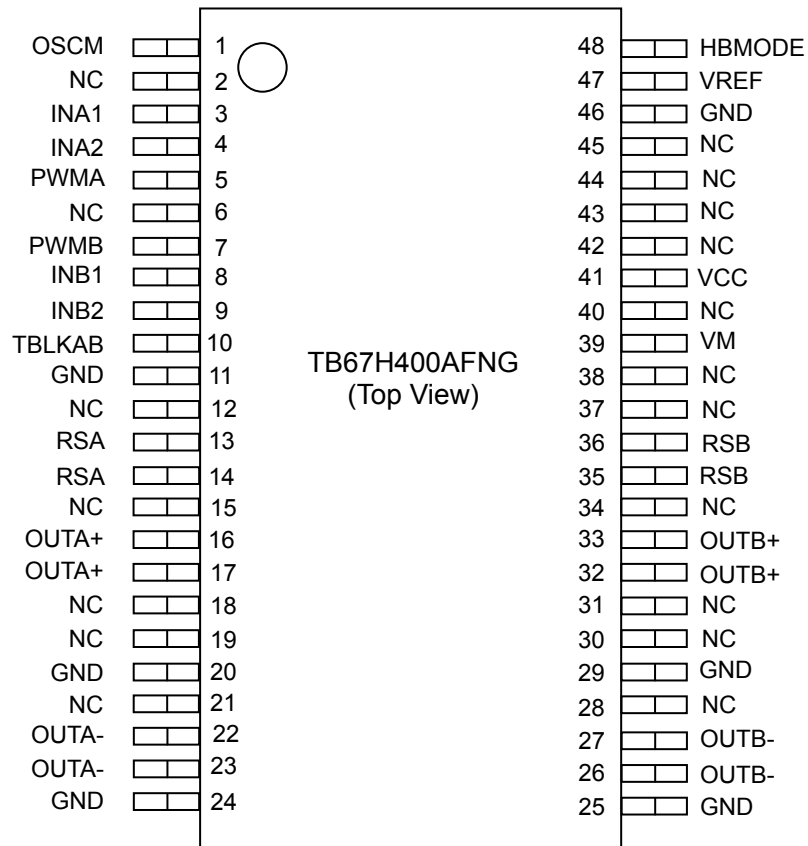 OSCM 1 48 HBMODE
NC 2 47 VREF
INA1 3 46 GND
INA2 4 45 NC
PWMA 5 44 NC
NC 6 43 NC
PWMB 7 42 NC
INB1 8 41 VCC
INB2 9 40 NC
TBLKAB 10 39 VM
GND 11 38 NC
NC 12 37 NC
RSA 13 36 RSB
RSA 14 35 RSB
NC 15 34 NC
OUTA+ 16 33 OUTB+
OUTA+ 17 32 OUTB+
NC 18 31 NC
NC 19 30 NC
GND 20 29 GND
NC 21 28 NC
OUTA- 22 27 OUTB-
OUTA- 23 26 OUTB-
GND 24 25 GND
TB67H400AFNG
(Top View)